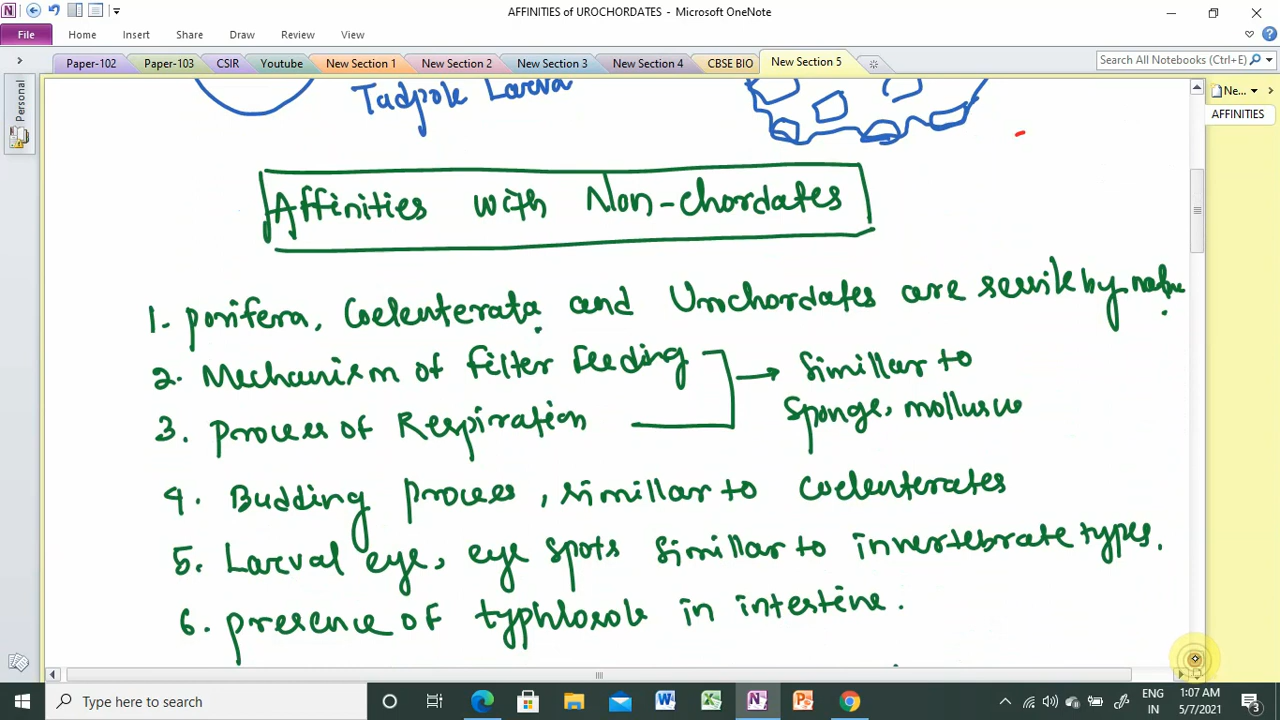 AFFINITIES of UROCHORDATES - Microsoft OneNote
File Home Insert Share Draw Review View
Paper-102 Paper-103 CSIR Youtube New Section 1 New Section 2 New Section 3 New Section 4 CBSE BIO New Section 5
Search All Notebooks (Ctrl+E)
Personal
Ne...
AFFINITIES
Tadpole Larva
Affinities with Non-chordates
1. porifera, Coelenterata and Urochordates are sessile by nature
2. Mechanism of filter feeding
3. process of Respiration
→ Simillar to
Sponge, mollusca
4. Budding process, simillar to Coelenterates
5. Larval eye, eye spots simillar to invertebrate types.
6. presence of typhlosole in intestine.
Type here to search
ENG
IN
1:07 AM
5/7/2021
3